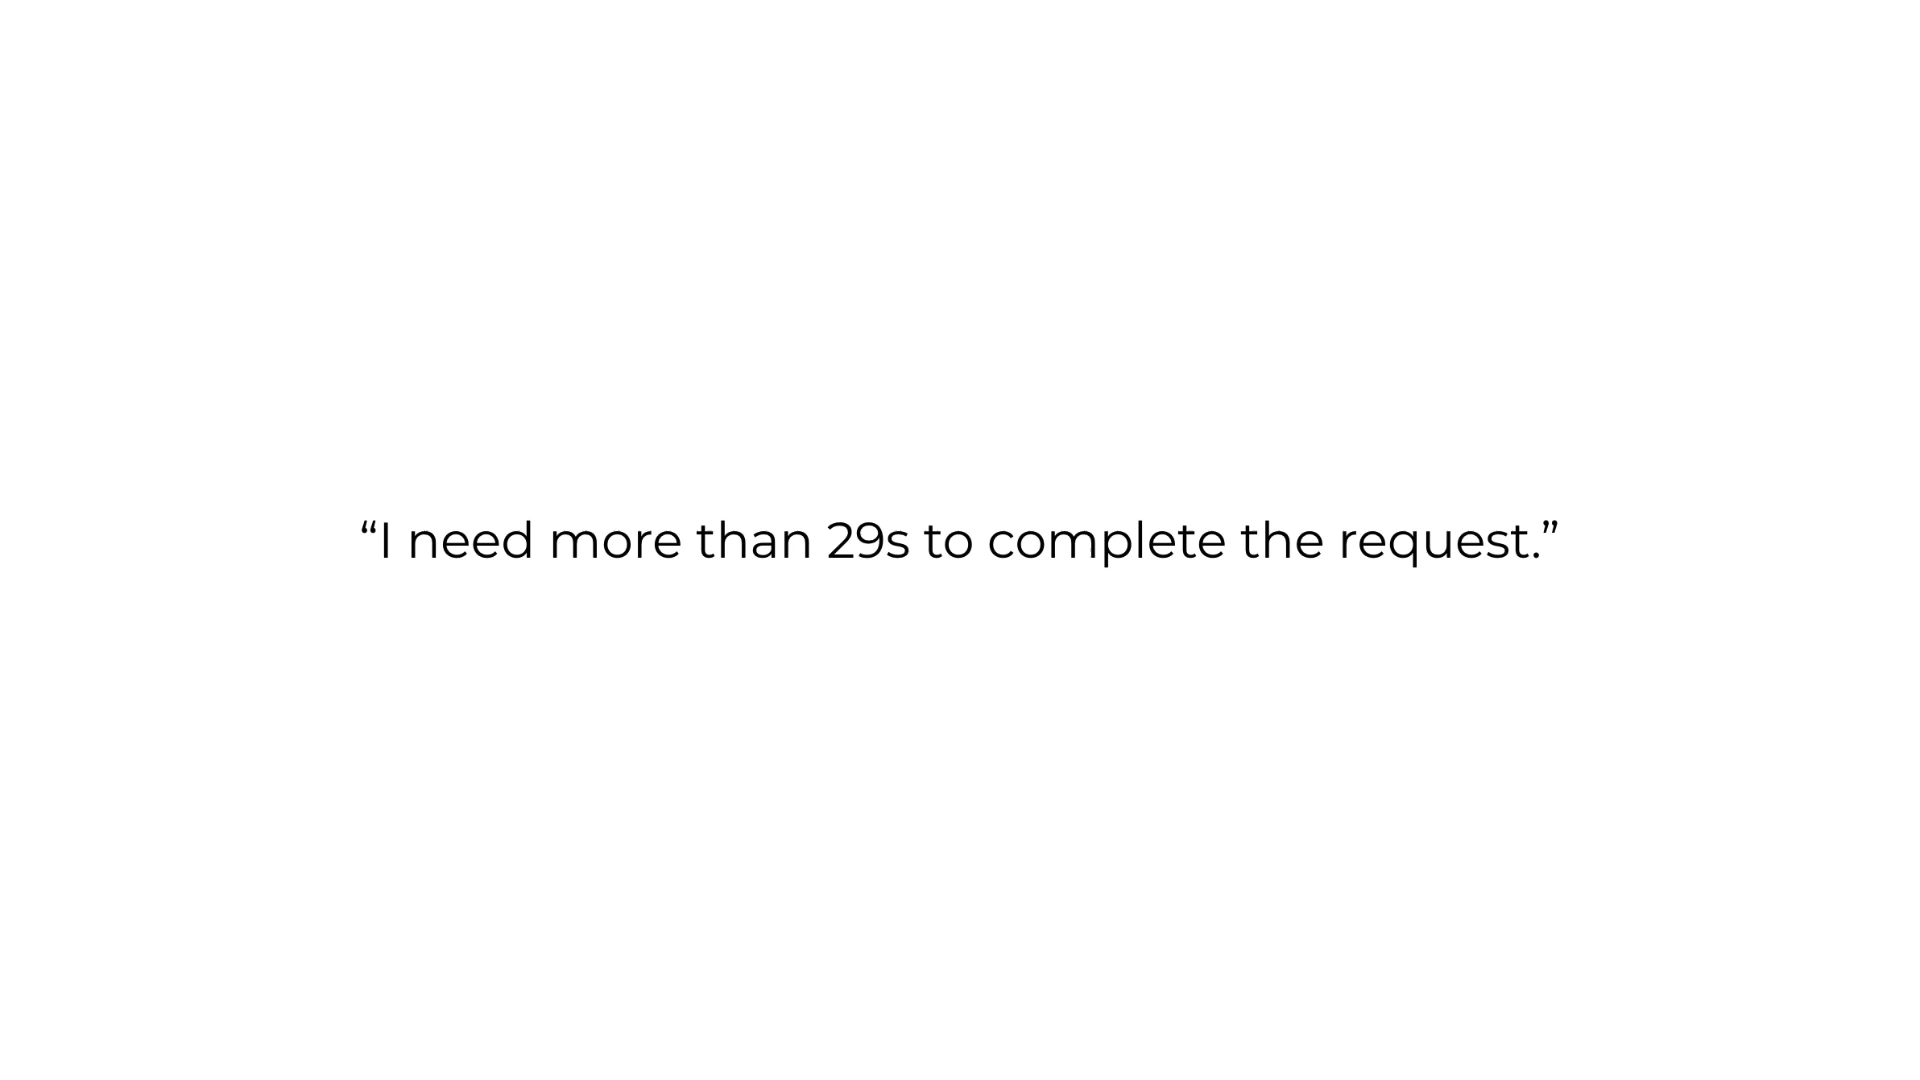 “I need more than 29s to complete the request.”